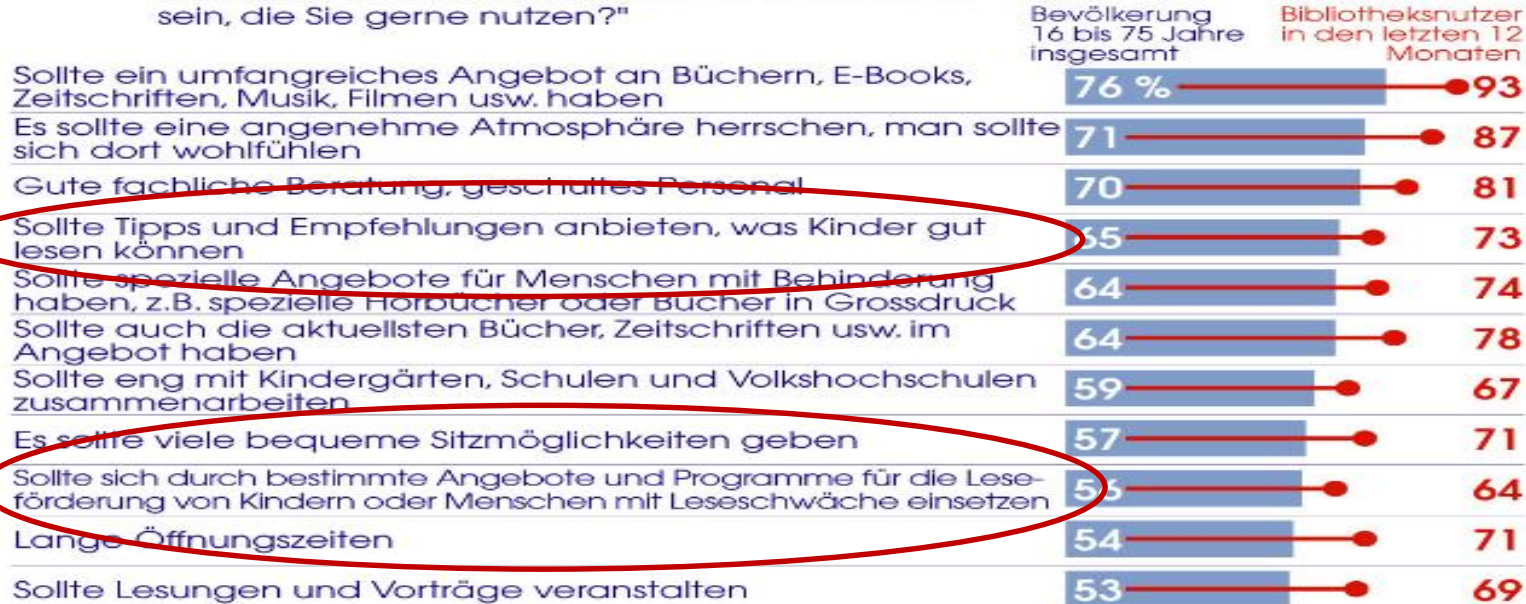 sein, die Sie gerne nutzen?"
Bevölkerung
16 bis 75 Jahre
insgesamt
Bibliotheksnutzer
in den letzten 12
Monaten
Sollte ein umfangreiches Angebot an Büchern, E-Books,
Zeitschriften, Musik, Filmen usw. haben
76 % 93
Es sollte eine angenehme Atmosphäre herrschen, man sollte
sich dort wohlfühlen
71 87
Gute fachliche Beratung, geschultes Personal
70 81
Sollte Tipps und Empfehlungen anbieten, was Kinder gut
lesen können
65 73
Sollte spezielle Angebote für Menschen mit Behinderung
haben, z.B. spezielle Hörbücher oder Bücher in Grossdruck
64 74
Sollte auch die aktuellsten Bücher, Zeitschriften usw. im
Angebot haben
64 78
Sollte eng mit Kindergärten, Schulen und Volkshochschulen
zusammenarbeiten
59 67
Es sollte viele bequeme Sitzmöglichkeiten geben
57 71
Sollte sich durch bestimmte Angebote und Programme für die Lese-
förderung von Kindern oder Menschen mit Leseschwäche einsetzen
56 64
Lange Öffnungszeiten
54 71
Sollte Lesungen und Vorträge veranstalten
53 69